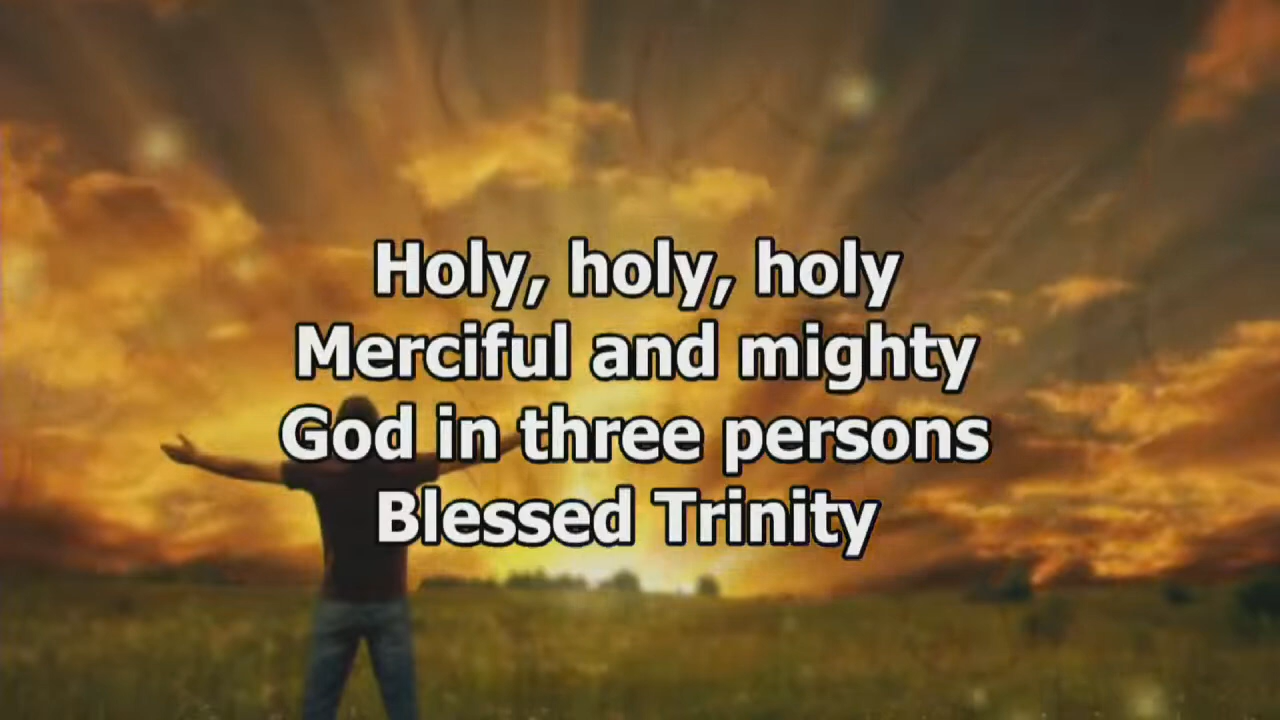 Holy, holy, holy
Merciful and mighty
God in three persons
Blessed Trinity